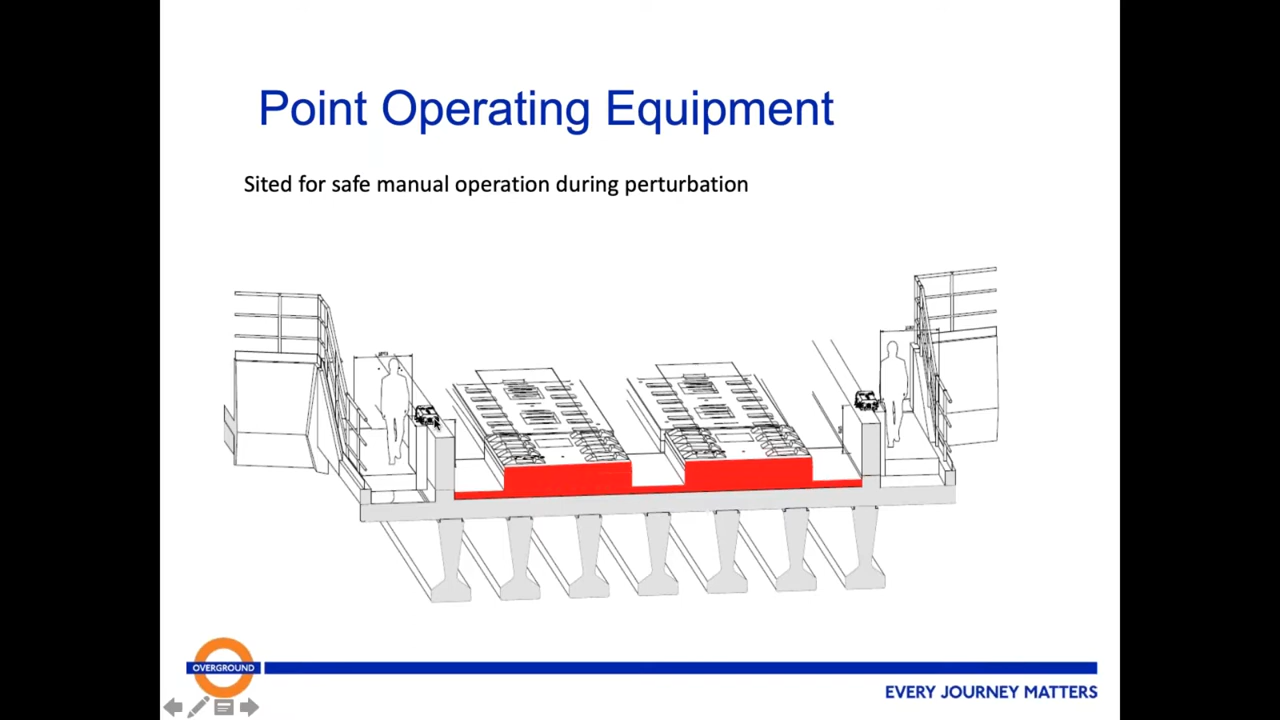 Point Operating Equipment
Sited for safe manual operation during perturbation
OVERGROUND
EVERY JOURNEY MATTERS